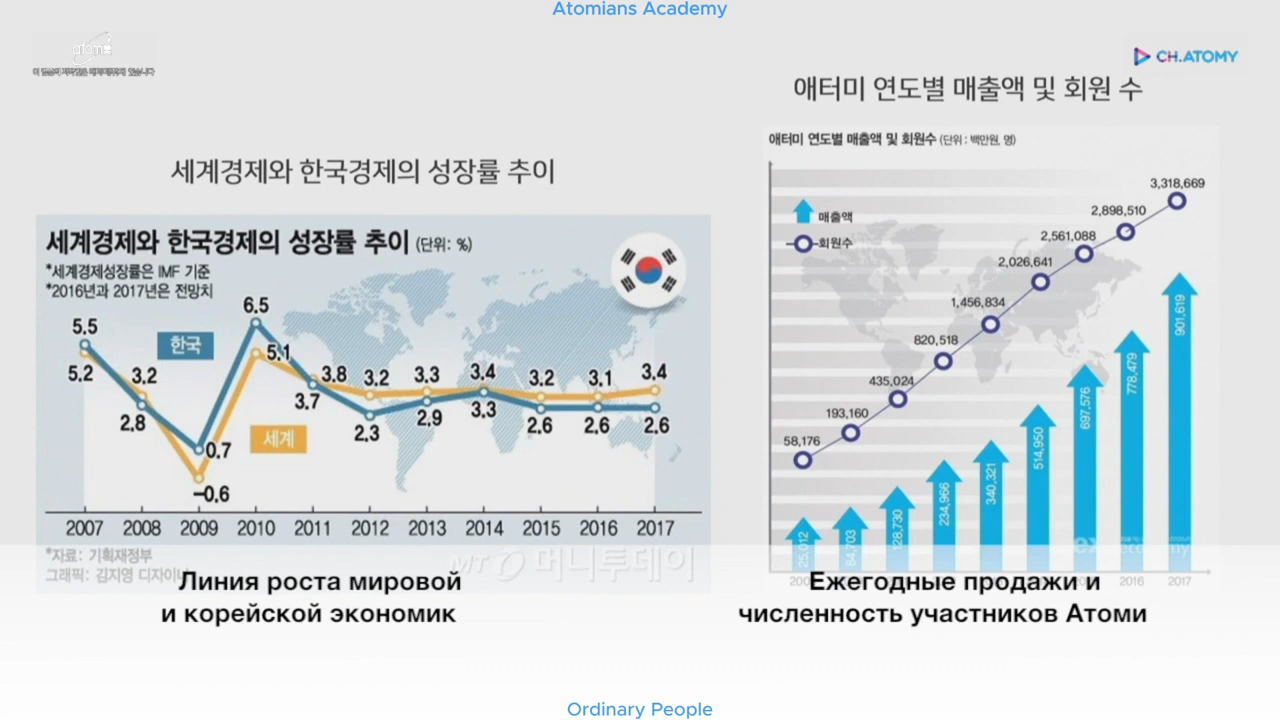 Atomians Academy
CH.ATOMY
애터미 연도별 매출액 및 회원 수
세계경제와 한국경제의 성장률 추이
세계경제와 한국경제의 성장률 추이 (단위: %)
*세계경제성장률은 IMF 기준
*2016년과 2017년은 전망치
한국
세계
5.5 2.8 0.7 6.5 3.7 2.3 2.9 3.3 2.6 2.6 2.6
5.2 3.2 −0.6 5.1 3.8 3.2 3.3 3.4 3.2 3.1 3.4
2007 2008 2009 2010 2011 2012 2013 2014 2015 2016 2017
*자료: 기획재정부
그래픽: 김지영
MT 머니투데이
애터미 연도별 매출액 및 회원수 (단위 : 백만원, 명)
매출액
회원수
58,176 193,160 435,024 820,518 1,456,834 2,026,641 2,561,088 2,898,510 3,318,669
25,012 84,703 128,730 234,966 340,321 514,950 697,576 778,479 901,619
2016 2017
economy
Линия роста мировой
и корейской экономик
Ежегодные продажи и
численность участников Атоми
Ordinary People